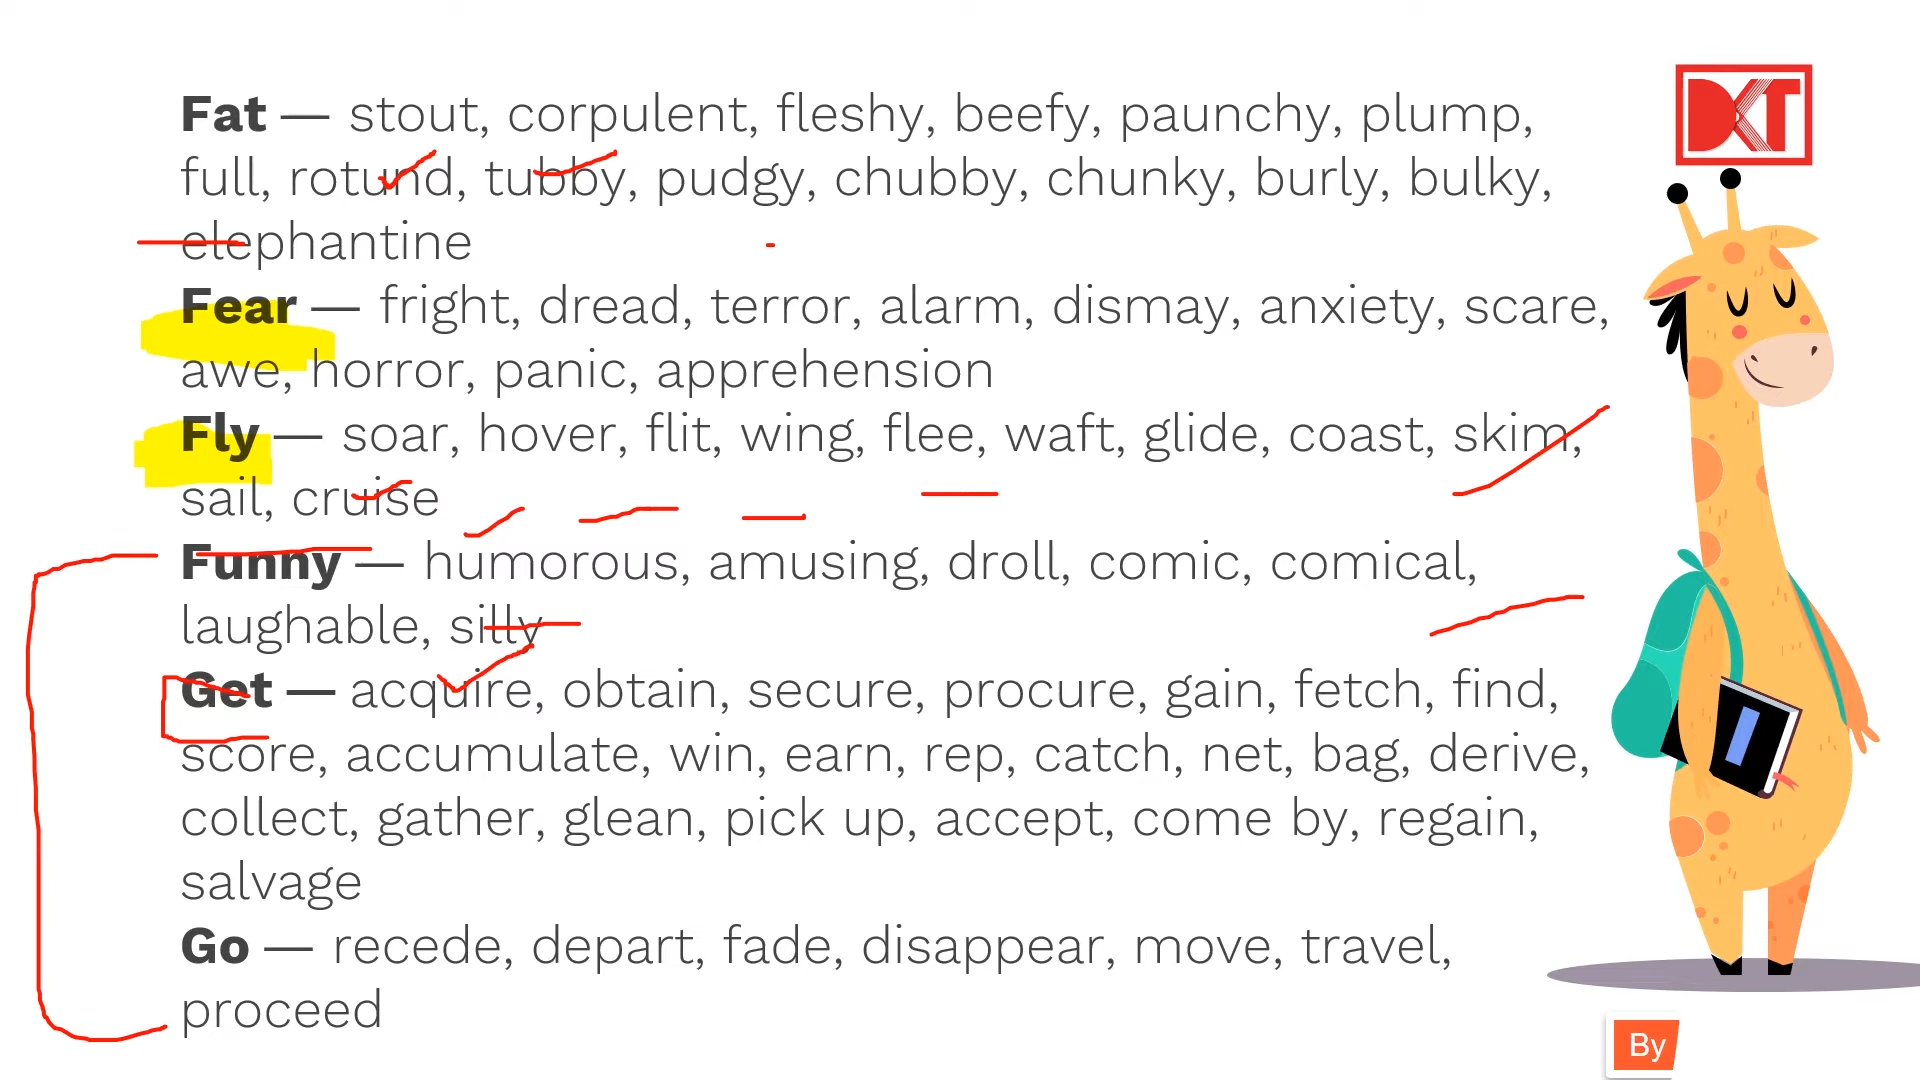 Fat — stout, corpulent, fleshy, beefy, paunchy, plump,
full, rotund, tubby, pudgy, chubby, chunky, burly, bulky,
elephantine
Fear — fright, dread, terror, alarm, dismay, anxiety, scare,
awe, horror, panic, apprehension
Fly — soar, hover, flit, wing, flee, waft, glide, coast, skim,
sail, cruise
Funny — humorous, amusing, droll, comic, comical,
laughable, silly
Get — acquire, obtain, secure, procure, gain, fetch, find,
score, accumulate, win, earn, rep, catch, net, bag, derive,
collect, gather, glean, pick up, accept, come by, regain,
salvage
Go — recede, depart, fade, disappear, move, travel,
proceed
DKT
By